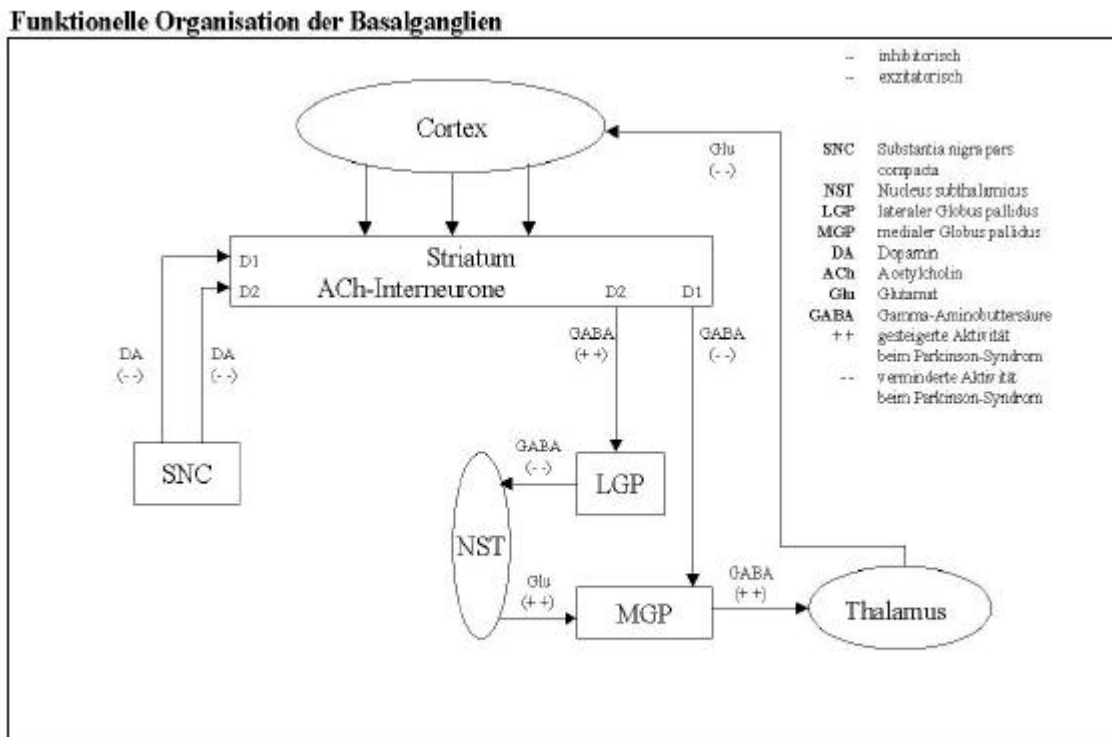 Funktionelle Organisation der Basalganglien
-- inhibitorisch
-- exzitatorisch
Cortex
Glu
(- -)
SNC Substantia nigra pars
compacta
NST Nucleus subthalamicus
LGP lateraler Globus pallidus
MGP medialer Globus pallidus
DA Dopamin
ACh Acetylcholin
Glu Glutamat
GABA Gamma-Aminobuttersäure
++ gesteigerte Aktivität
beim Parkinson-Syndrom
-- verminderte Aktivität
beim Parkinson-Syndrom
D1 Striatum
D2 ACh-Interneurone D2 D1
GABA
(++)
GABA
(- -)
DA
(- -)
DA
(- -)
SNC
GABA
(- -)
LGP
NST
Glu
(++)
MGP
GABA
(++)
Thalamus